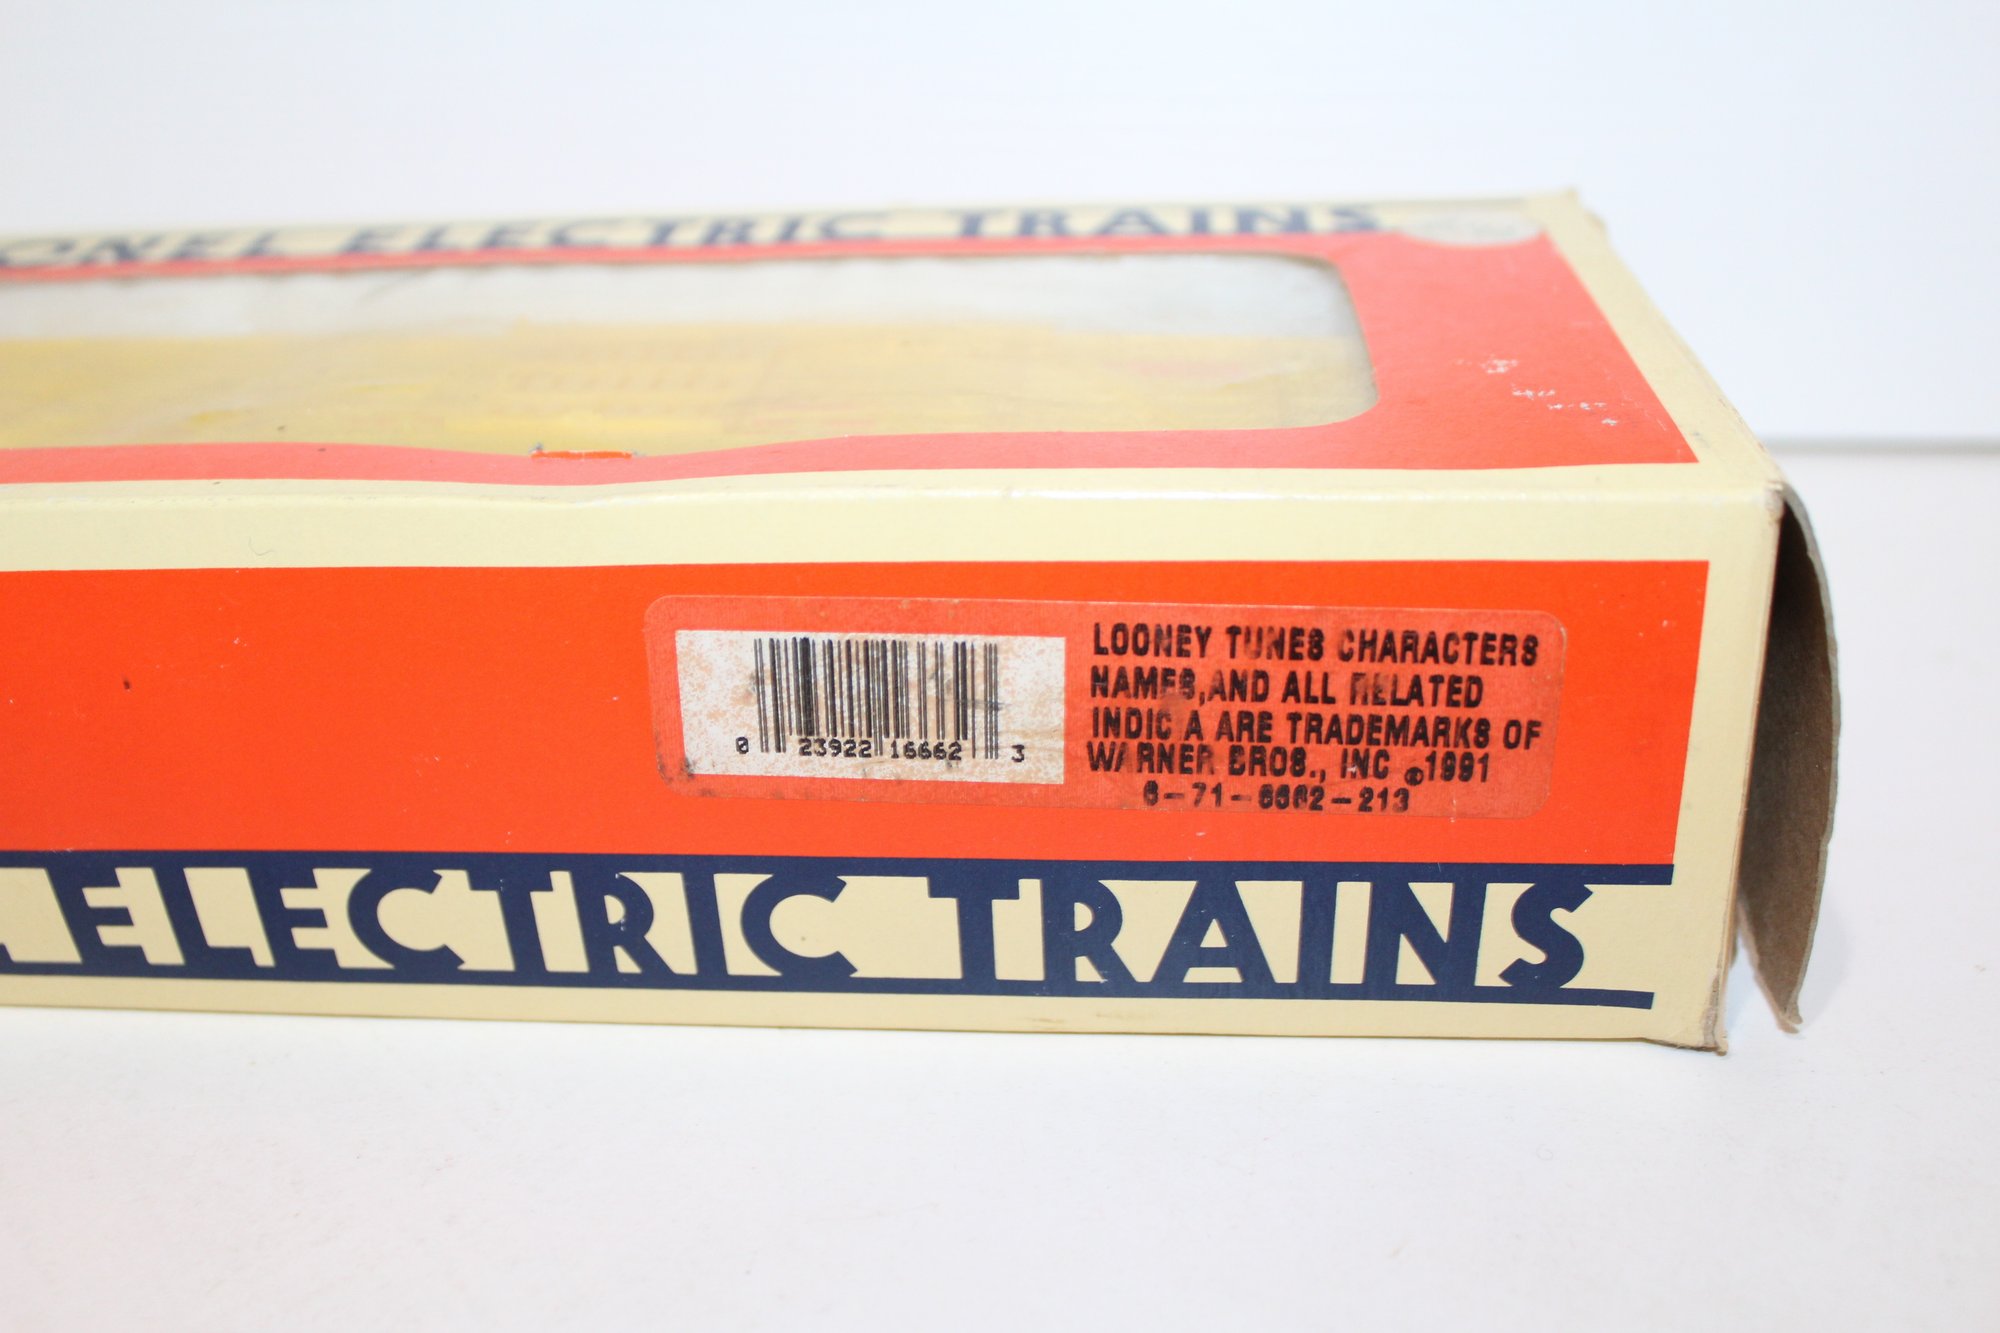 ONEL ELECTRIC TRAINS
LOONEY TUNES CHARACTERS
NAMES, AND ALL RELATED
INDIC A ARE TRADEMARKS OF
WARNER BROS., INC ©1991
6-71-6662-213
0 23922 16662 3
ELECTRIC TRAINS